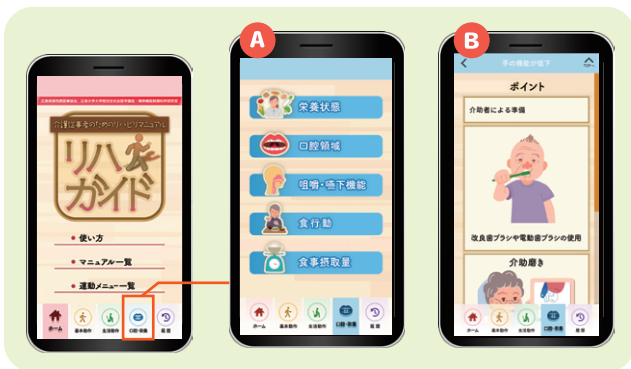 介護従事者のためのリハビリマニュアル
リハ
ガイド
使い方
マニュアル一覧
運動メニュー一覧
ホーム
基本動作
生活動作
口腔・栄養
履歴
A
栄養状態
口腔領域
咀嚼・嚥下機能
食行動
食事摂取量
ホーム
基本動作
生活動作
口腔・栄養
履歴
B
手の機能が低下
ポイント
介助者による準備
改良歯ブラシや電動歯ブラシの使用
介助磨き
ホーム
基本動作
生活動作
口腔・栄養
履歴